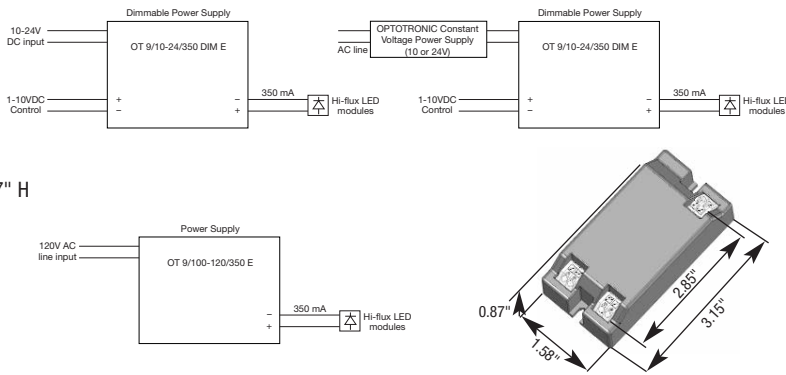 Dimmable Power Supply
10-24V
DC input
OT 9/10-24/350 DIM E
1-10VDC
Control
+
–
–
+
350 mA
Hi-flux LED
modules
Dimmable Power Supply
OPTOTRONIC Constant
Voltage Power Supply
(10 or 24V)
AC line
OT 9/10-24/350 DIM E
1-10VDC
Control
+
–
–
+
350 mA
Hi-flux LED
modules
" H
Power Supply
120V AC
line input
OT 9/100-120/350 E
–
+
350 mA
Hi-flux LED
modules
0.87"
1.58"
2.85"
3.15"